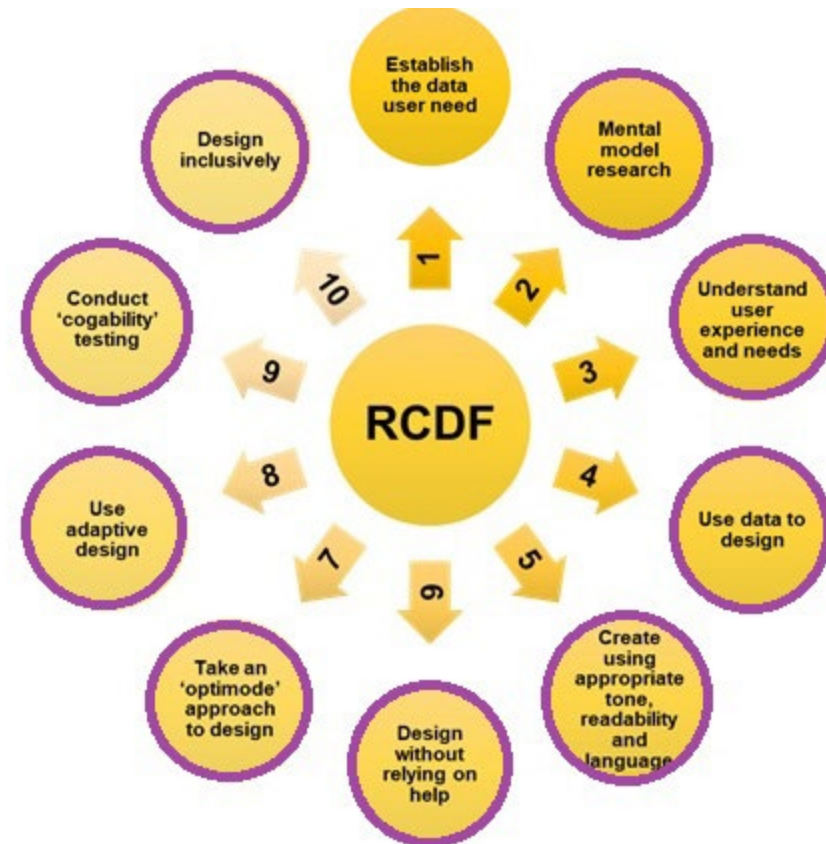 Establish
the data
user need
Mental
model
research
Understand
user
experience
and needs
Use data to
design
Create
using
appropriate
tone,
readability
and
language
Design
without
relying on
help
Take an
‘optimode’
approach
to design
Use
adaptive
design
Conduct
‘cogability’
testing
Design
inclusively
1
2
3
4
5
6
7
8
9
10
RCDF